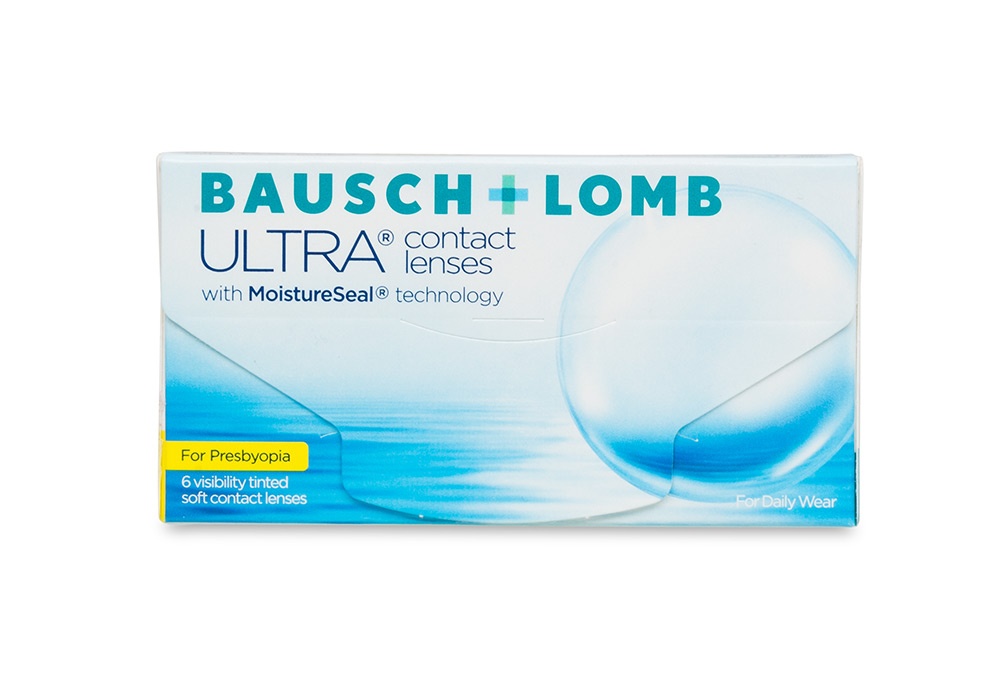 BAUSCH + LOMB
ULTRA® contact lenses
with MoistureSeal® technology
For Presbyopia
6 visibility tinted
soft contact lenses
For Daily Wear